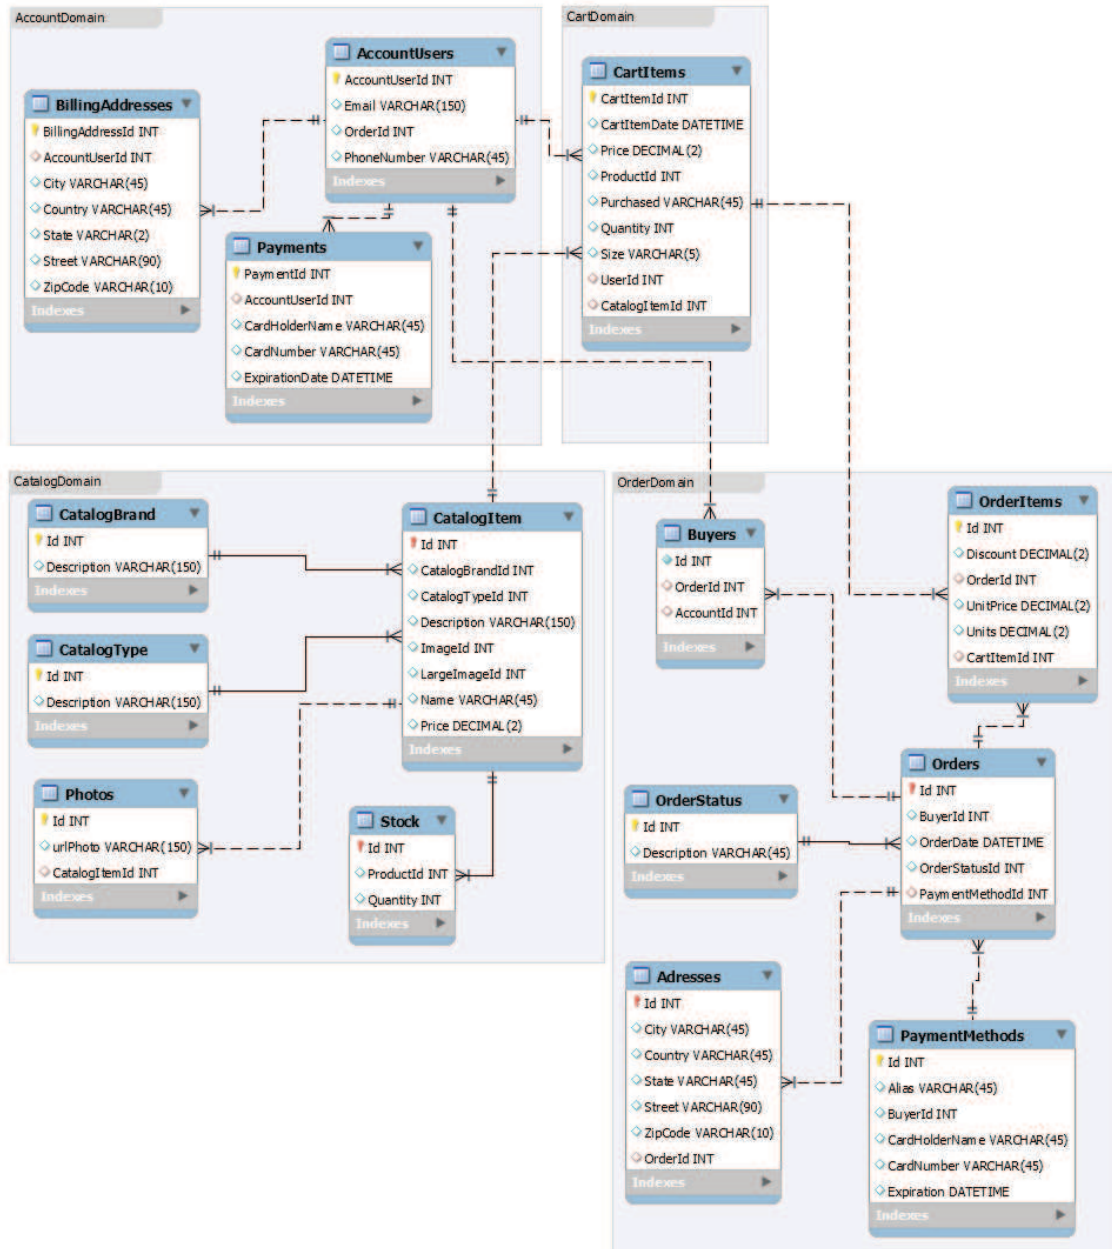 AccountDomain
AccountUsers
AccountUserId INT
Email VARCHAR(150)
OrderId INT
PhoneNumber VARCHAR(45)
Indexes
BillingAddresses
BillingAddressId INT
AccountUserId INT
City VARCHAR(45)
Country VARCHAR(45)
State VARCHAR(2)
Street VARCHAR(90)
ZipCode VARCHAR(10)
Indexes
Payments
PaymentId INT
AccountUserId INT
CardHolderName VARCHAR(45)
CardNumber VARCHAR(45)
ExpirationDate DATETIME
Indexes
CartDomain
CartItems
CartItemId INT
CartItemDate DATETIME
Price DECIMAL(2)
ProductId INT
Purchased VARCHAR(45)
Quantity INT
Size VARCHAR(5)
UserId INT
CatalogItemId INT
Indexes
CatalogDomain
CatalogBrand
Id INT
Description VARCHAR(150)
Indexes
CatalogType
Id INT
Description VARCHAR(150)
Indexes
Photos
Id INT
urlPhoto VARCHAR(150)
CatalogItemId INT
Indexes
CatalogItem
Id INT
CatalogBrandId INT
CatalogTypeId INT
Description VARCHAR(150)
ImageId INT
LargeImageId INT
Name VARCHAR(45)
Price DECIMAL(2)
Indexes
Stock
Id INT
ProductId INT
Quantity INT
Indexes
OrderDomain
Buyers
Id INT
OrderId INT
AccountId INT
Indexes
OrderItems
Id INT
Discount DECIMAL(2)
OrderId INT
UnitPrice DECIMAL(2)
Units DECIMAL(2)
CartItemId INT
Indexes
OrderStatus
Id INT
Description VARCHAR(45)
Indexes
Orders
Id INT
BuyerId INT
OrderDate DATETIME
OrderStatusId INT
PaymentMethodId INT
Indexes
Adresses
Id INT
City VARCHAR(45)
Country VARCHAR(45)
State VARCHAR(45)
Street VARCHAR(90)
ZipCode VARCHAR(10)
OrderId INT
Indexes
PaymentMethods
Id INT
Alias VARCHAR(45)
BuyerId INT
CardHolderName VARCHAR(45)
CardNumber VARCHAR(45)
Expiration DATETIME
Indexes